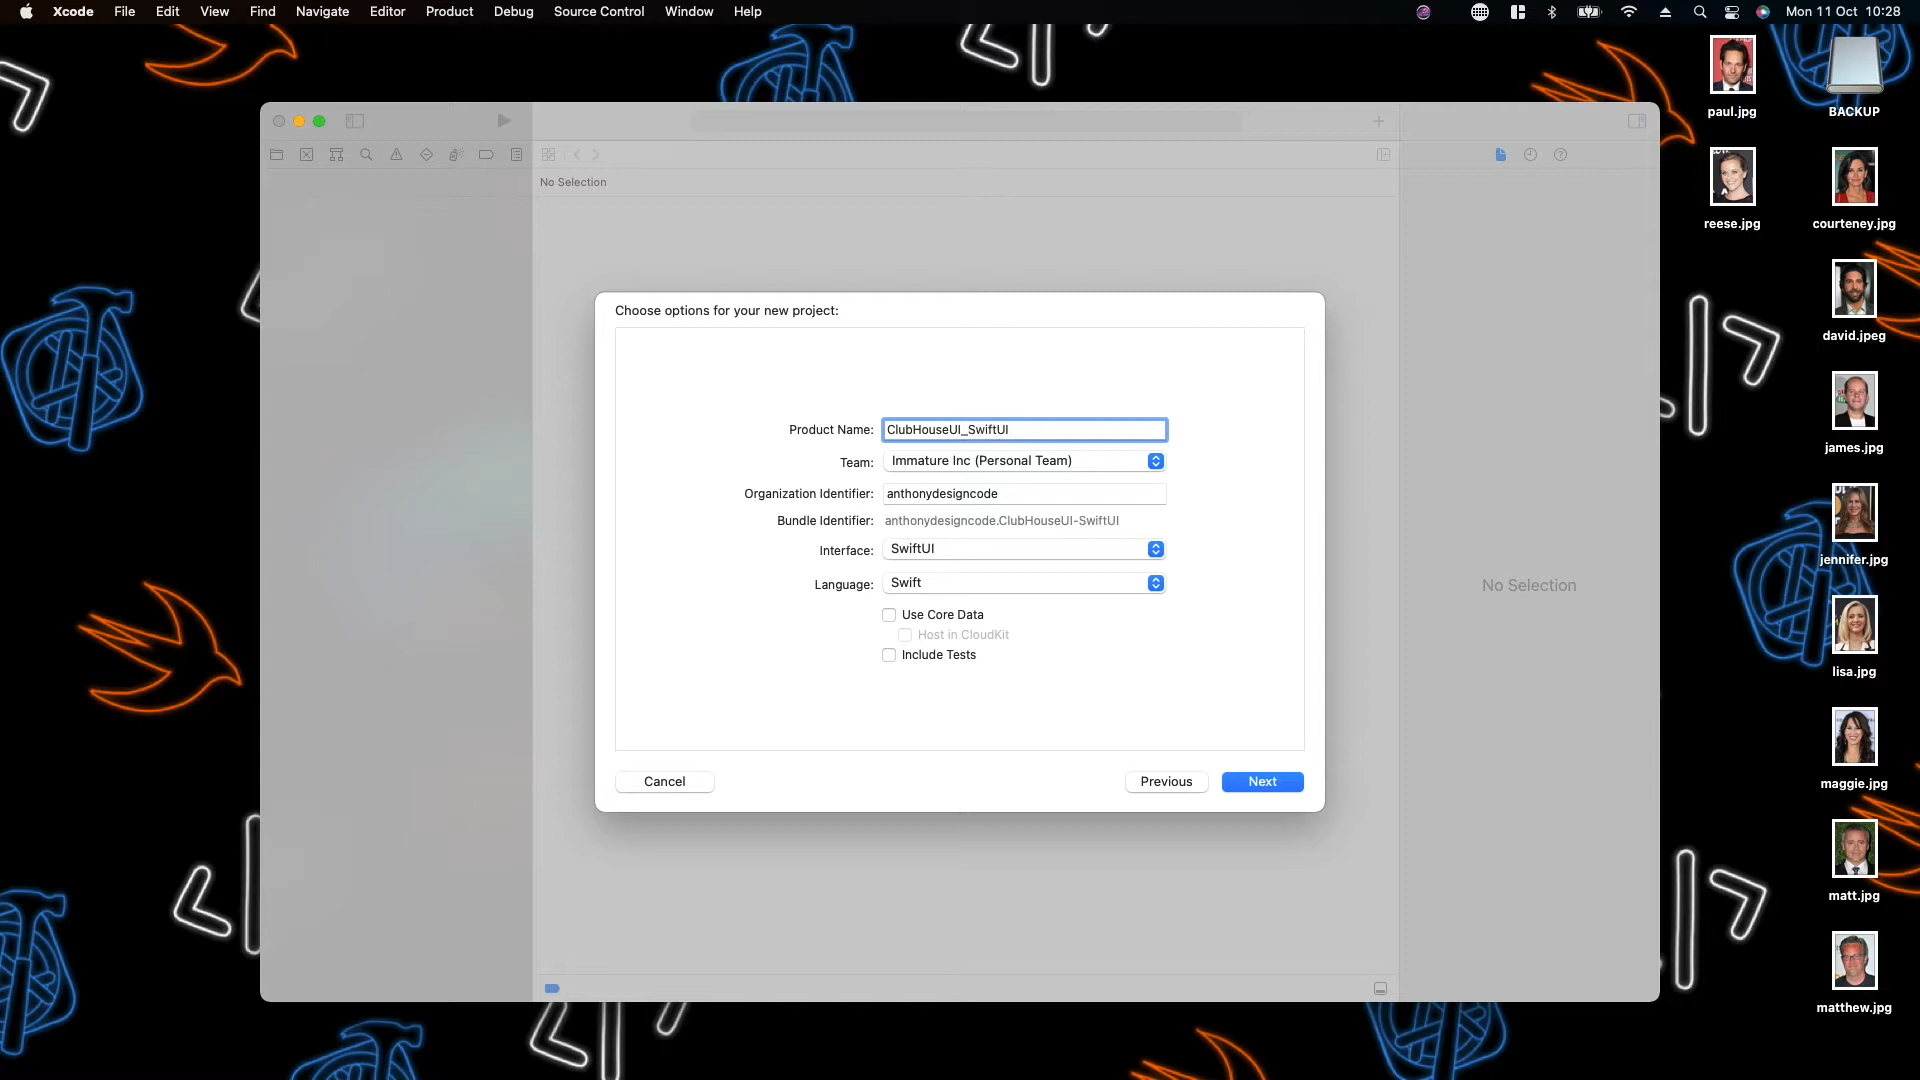 Xcode File Edit View Find Navigate Editor Product Debug Source Control Window Help Mon 11 Oct 10:28
paul.jpg
BACKUP
reese.jpg
courteney.jpg
david.jpeg
james.jpg
jennifer.jpg
lisa.jpg
maggie.jpg
matt.jpg
matthew.jpg
No Selection
Choose options for your new project:
Product Name: ClubHouseUI_SwiftUI
Team: Immature Inc (Personal Team)
Organization Identifier: anthonydesigncode
Bundle Identifier: anthonydesigncode.ClubHouseUI-SwiftUI
Interface: SwiftUI
Language: Swift
Use Core Data
Host in CloudKit
Include Tests
Cancel Previous Next
No Selection